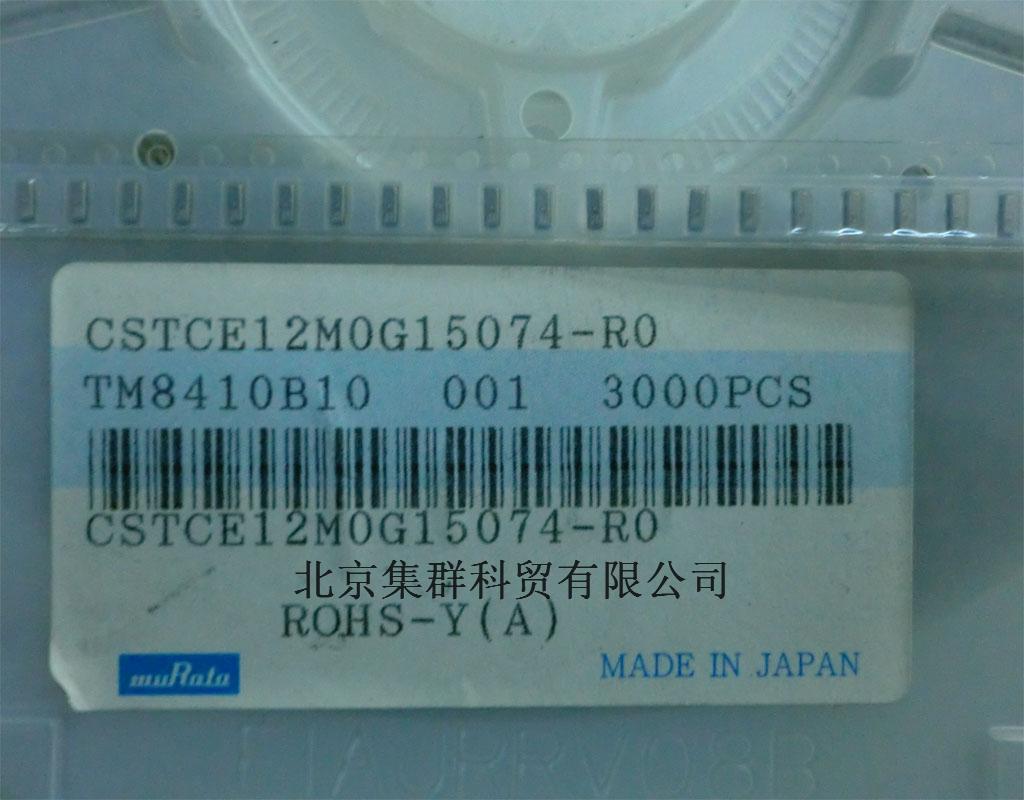 CSTCE12M0G15074-R0
TM8410B10 001 3000PCS
CSTCE12M0G15074-R0
北京集群科贸有限公司
ROHS-Y(A)
muRata
MADE IN JAPAN